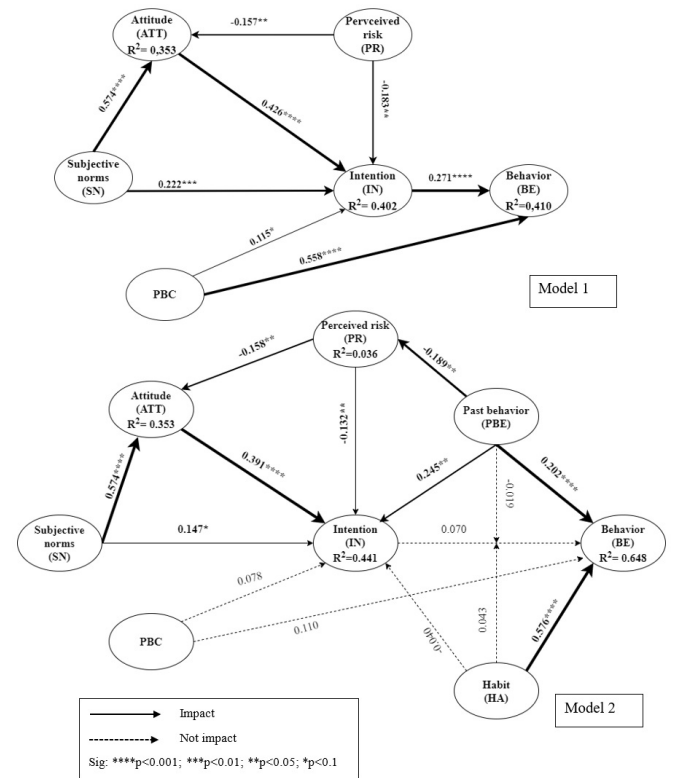 Attitude
(ATT)
R²= 0,353
-0.157**
Pervceived
risk
(PR)
0.574****
0.426****
-0.183**
Subjective
norms
(SN)
0.222***
Intention
(IN)
R²= 0.402
0.271****
Behavior
(BE)
R²=0,410
0.115*
0.558****
PBC
Model 1
Perceived risk
(PR)
R²=0.036
-0.158**
-0.189**
Attitude
(ATT)
R²= 0.353
-0.132**
Past behavior
(PBE)
0.574****
0.391****
0.245**
-0.019
0.202****
Subjective
norms
(SN)
0.147*
Intention
(IN)
R²=0.441
0.070
Behavior
(BE)
R²= 0.648
0.078
0.110
-0.040
0.043
0.576****
PBC
Habit
(HA)
Model 2
Impact
Not impact
Sig: ****p<0.001; ***p<0.01; **p<0.05; *p<0.1